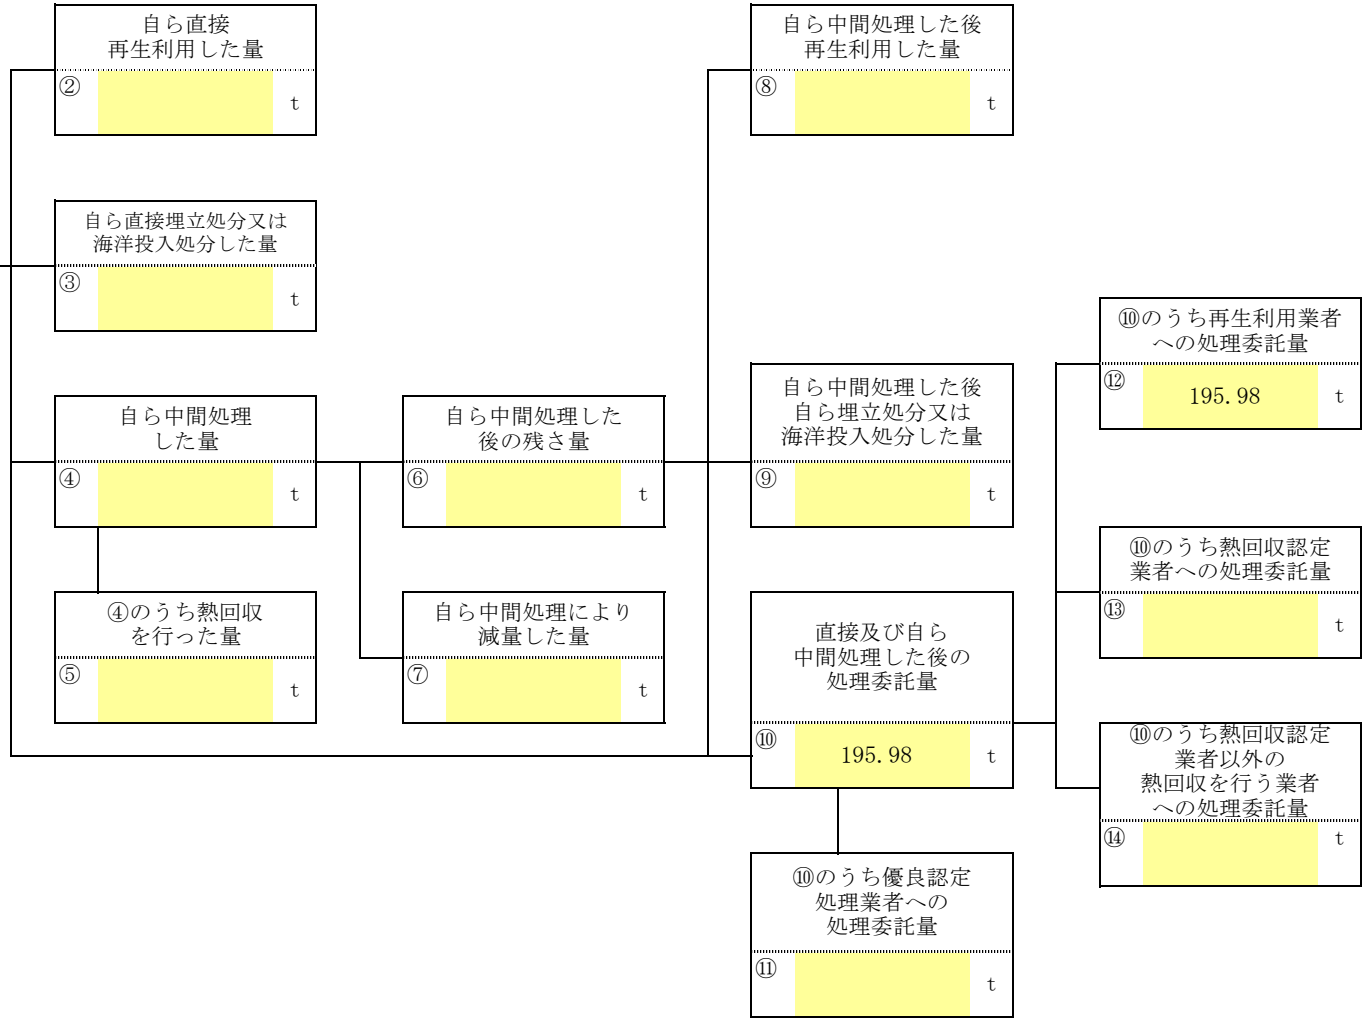 自ら直接
再生利用した量
②
t
自ら直接埋立処分又は
海洋投入処分した量
③
t
自ら中間処理
した量
④
t
④のうち熱回収
を行った量
⑤
t
自ら中間処理した
後の残さ量
⑥
t
自ら中間処理により
減量した量
⑦
t
自ら中間処理した後
再生利用した量
⑧
t
自ら中間処理した後
自ら埋立処分又は
海洋投入処分した量
⑨
t
直接及び自ら
中間処理した後の
処理委託量
⑩ 195.98 t
⑩のうち優良認定
処理業者への
処理委託量
⑪
t
⑩のうち再生利用業者
への処理委託量
⑫ 195.98 t
⑩のうち熱回収認定
業者への処理委託量
⑬
t
⑩のうち熱回収認定
業者以外の
熱回収を行う業者
への処理委託量
⑭
t